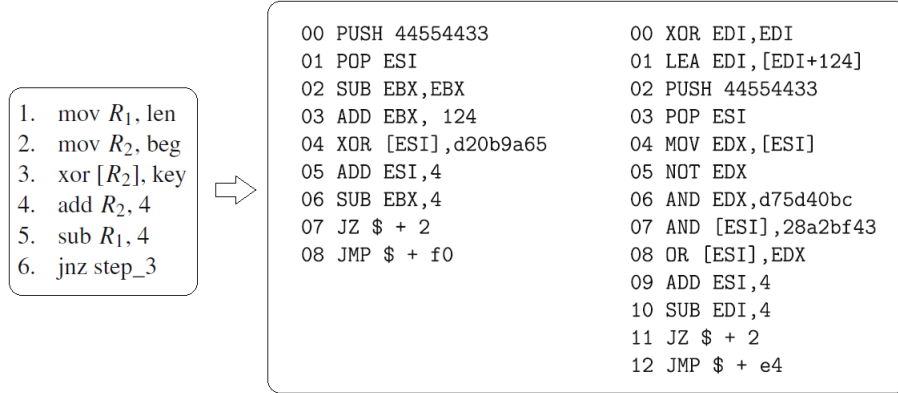 1. mov R1, len
2. mov R2, beg
3. xor [R2], key
4. add R2, 4
5. sub R1, 4
6. jnz step_3
00 PUSH 44554433
01 POP ESI
02 SUB EBX,EBX
03 ADD EBX, 124
04 XOR [ESI],d20b9a65
05 ADD ESI,4
06 SUB EBX,4
07 JZ $ + 2
08 JMP $ + f0
00 XOR EDI,EDI
01 LEA EDI,[EDI+124]
02 PUSH 44554433
03 POP ESI
04 MOV EDX,[ESI]
05 NOT EDX
06 AND EDX,d75d40bc
07 AND [ESI],28a2bf43
08 OR [ESI],EDX
09 ADD ESI,4
10 SUB EDI,4
11 JZ $ + 2
12 JMP $ + e4